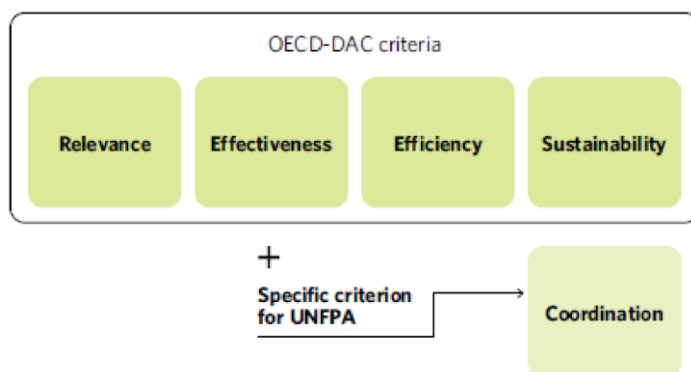 OECD-DAC criteria
Relevance
Effectiveness
Efficiency
Sustainability
+
Specific criterion
for UNFPA
Coordination